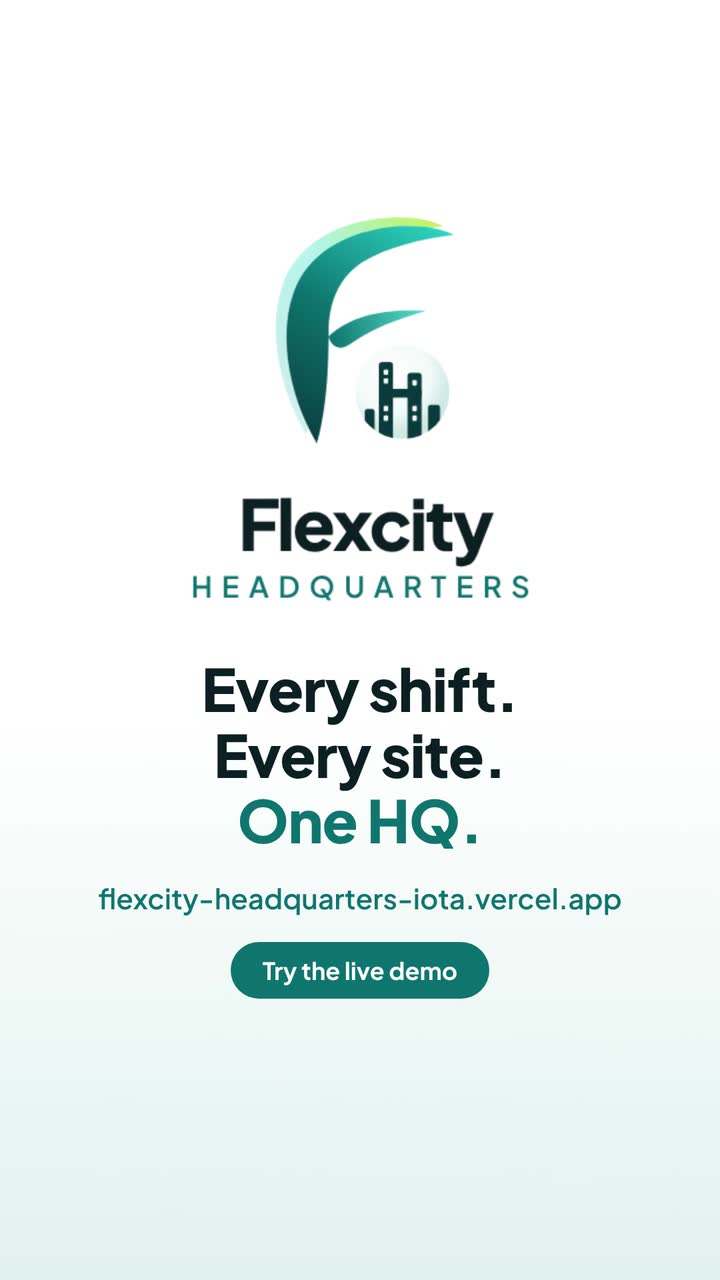 Flexcity
HEADQUARTERS
Every shift.
Every site.
One HQ.
flexcity-headquarters-iota.vercel.app
Try the live demo